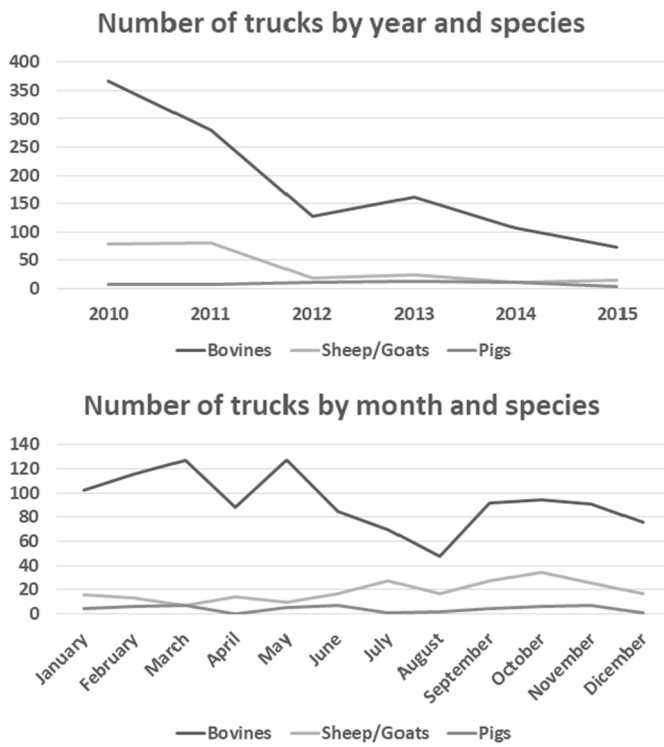 Number of trucks by year and species
400
350
300
250
200
150
100
50
0
2010 2011 2012 2013 2014 2015
Bovines Sheep/Goats Pigs
Number of trucks by month and species
140
120
100
80
60
40
20
0
January February March April May June July August September October November Dicember
Bovines Sheep/Goats Pigs